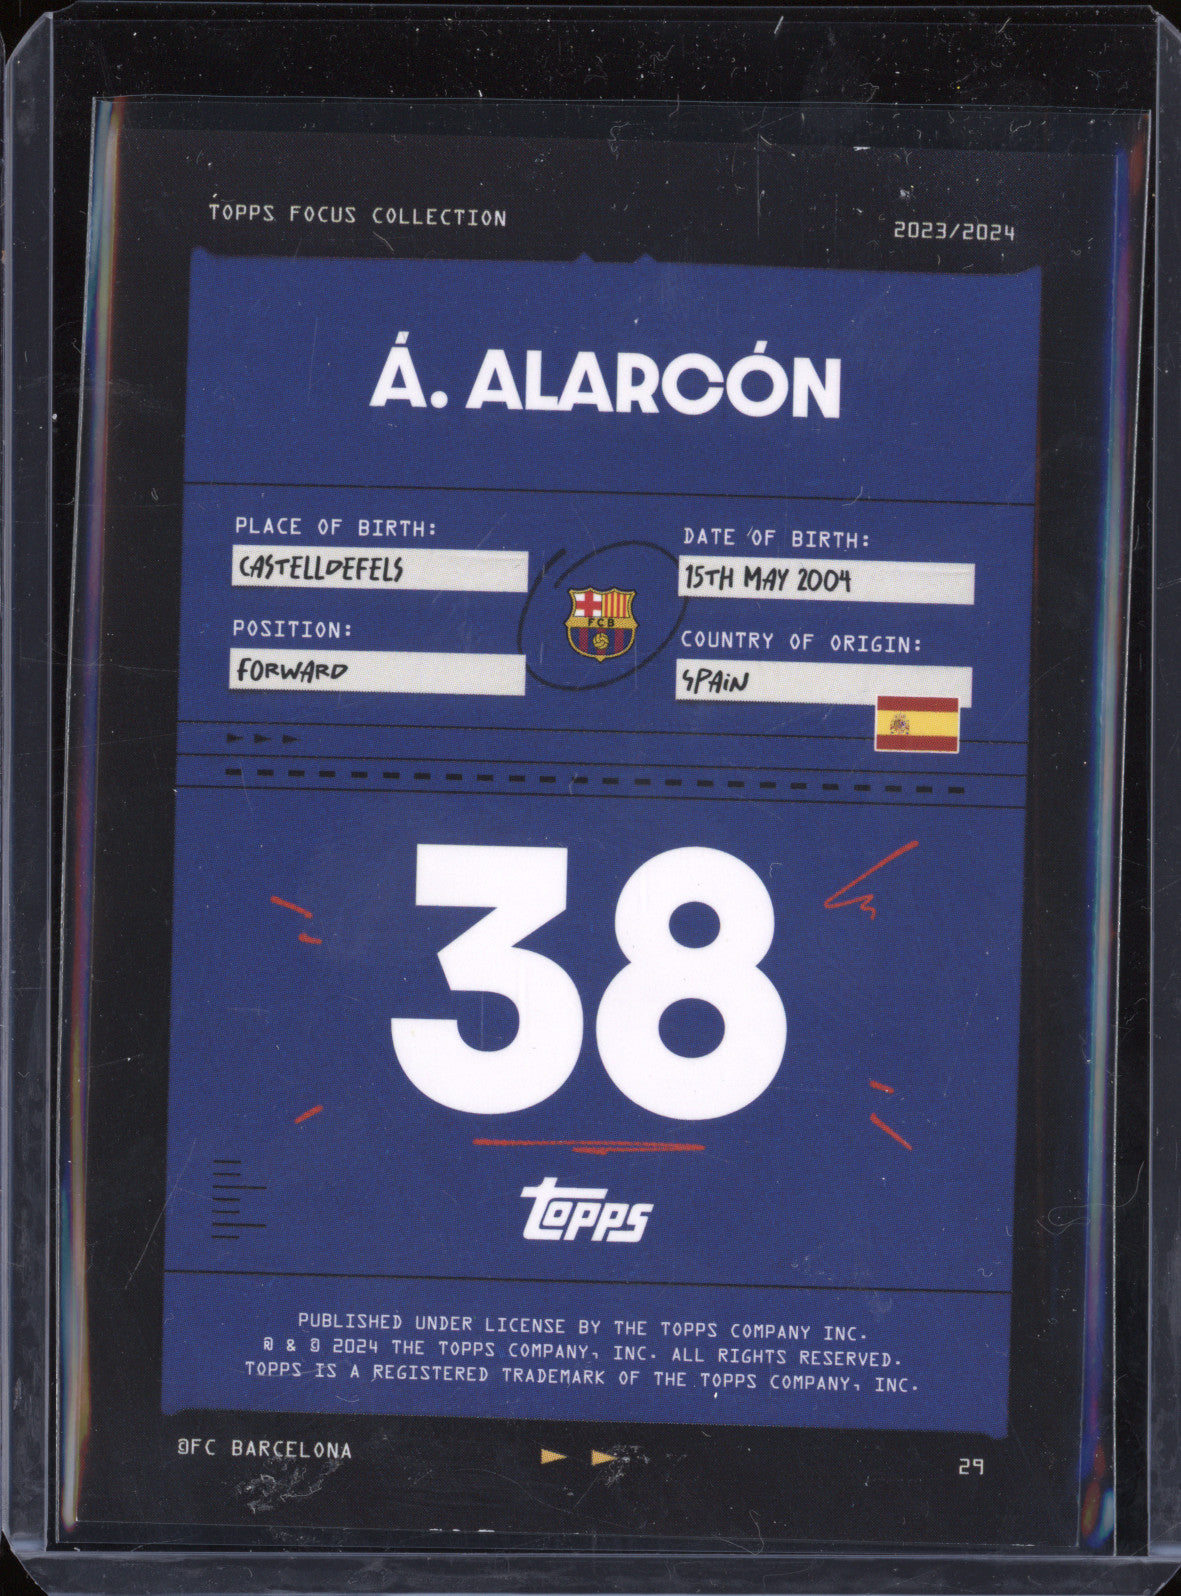 TOPPS FOCUS COLLECTION
2023/2024
Á. ALARCÓN
PLACE OF BIRTH:
CASTELLDEFELS
DATE OF BIRTH:
15TH MAY 2004
POSITION:
FORWARD
COUNTRY OF ORIGIN:
SPAIN
FCB
38
topps
PUBLISHED UNDER LICENSE BY THE TOPPS COMPANY INC.
® & © 2024 THE TOPPS COMPANY, INC. ALL RIGHTS RESERVED.
TOPPS IS A REGISTERED TRADEMARK OF THE TOPPS COMPANY, INC.
©FC BARCELONA
29